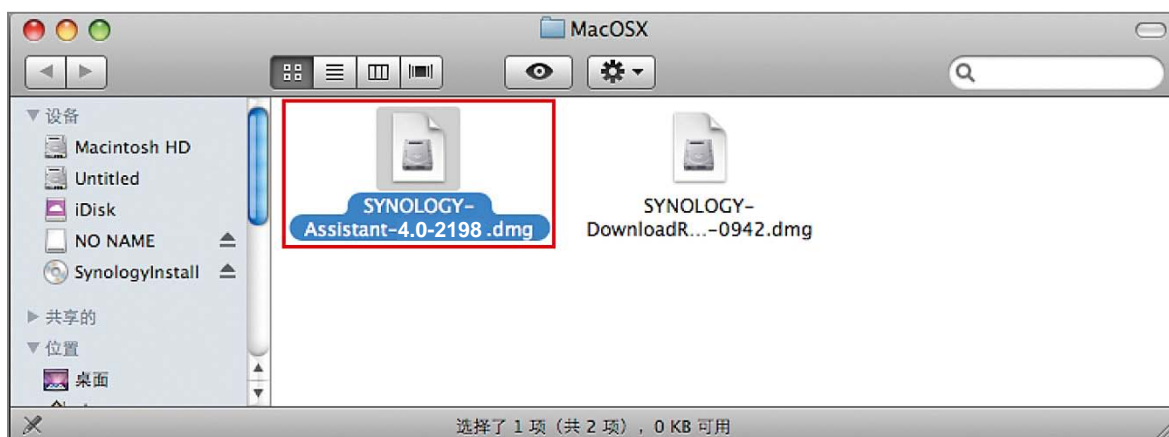 MacOSX
设备
Macintosh HD
Untitled
iDisk
NO NAME
SynologyInstall
共享的
位置
桌面
SYNOLOGY-
Assistant-4.0-2198 .dmg
SYNOLOGY-
DownloadR...-0942.dmg
选择了 1 项（共 2 项）, 0 KB 可用